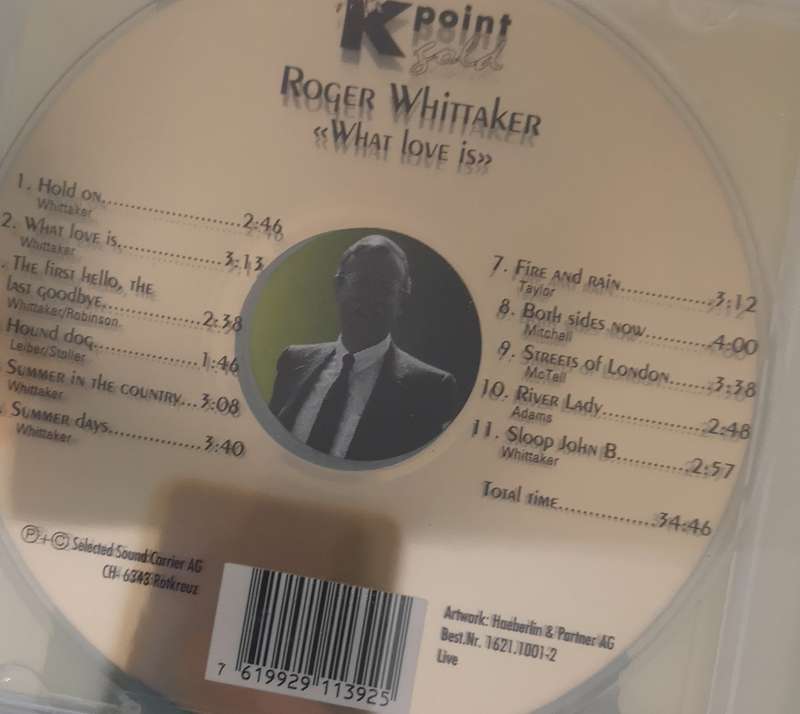 K point
gold
Roger Whittaker
«What love is»
1. Hold on..................2:46
Whittaker
2. What love is..................3:13
Whittaker
. The first hello, the
last goodbye..................2:38
Whittaker/Robinson
Hound dog..................1:46
Leiber/Stoller
Summer in the country...3:08
Whittaker
. Summer days..................3:40
Whittaker
7. Fire and rain..................3:12
Taylor
8. Both sides now..................4:00
Mitchell
9. Streets of London......3:38
McTell
10. River Lady..................2:48
Adams
11. Sloop John B..................2:57
Whittaker
Total time..................34:46
Ⓟ+© Selected Sound Carrier AG
CH- 6343 Rotkreuz
7 619929 113925
Artwork: Haeberlin & Partner AG
Best.Nr. 1621.1001-2
Live